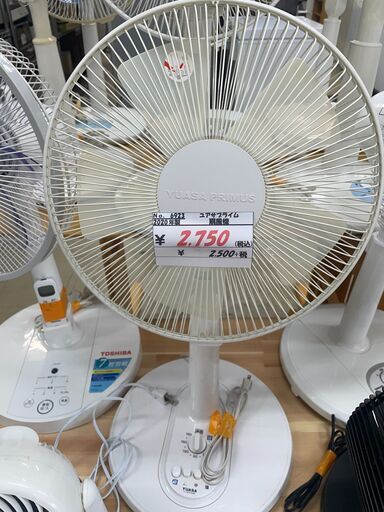 YUASA PRIMUS
No. 6923 ユアサプライム
2020年製 扇風機
¥ 2,750 (税込)
¥ 2,500+税
TOSHIBA
YUASA